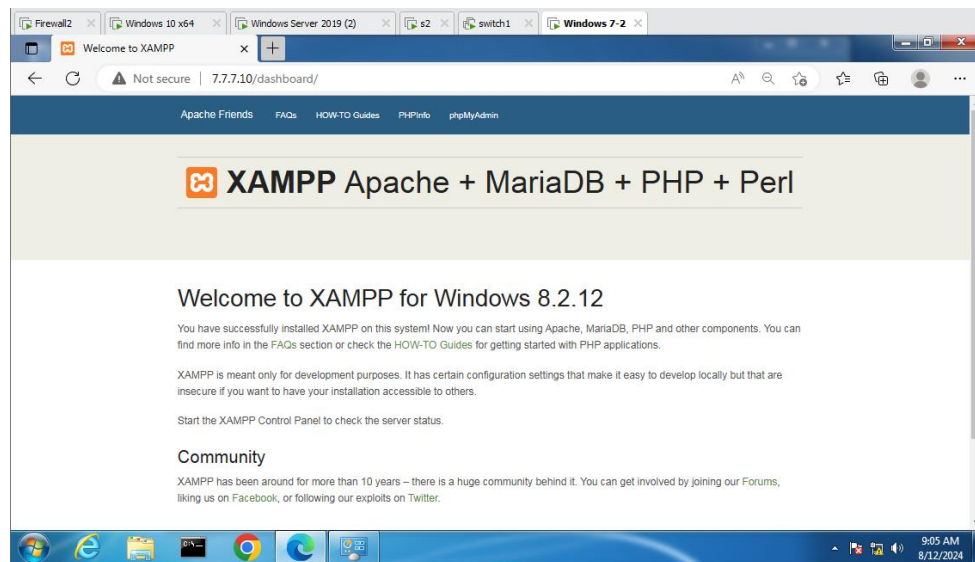 Firewall2 Windows 10 x64 Windows Server 2019 (2) s2 switch1 Windows 7-2
Welcome to XAMPP
Not secure | 7.7.7.10/dashboard/
Apache Friends FAQs HOW-TO Guides PHPInfo phpMyAdmin
XAMPP Apache + MariaDB + PHP + Perl
Welcome to XAMPP for Windows 8.2.12
You have successfully installed XAMPP on this system! Now you can start using Apache, MariaDB, PHP and other components. You can
find more info in the FAQs section or check the HOW-TO Guides for getting started with PHP applications.
XAMPP is meant only for development purposes. It has certain configuration settings that make it easy to develop locally but that are
insecure if you want to have your installation accessible to others.
Start the XAMPP Control Panel to check the server status.
Community
XAMPP has been around for more than 10 years – there is a huge community behind it. You can get involved by joining our Forums,
liking us on Facebook, or following our exploits on Twitter.
9:05 AM
8/12/2024